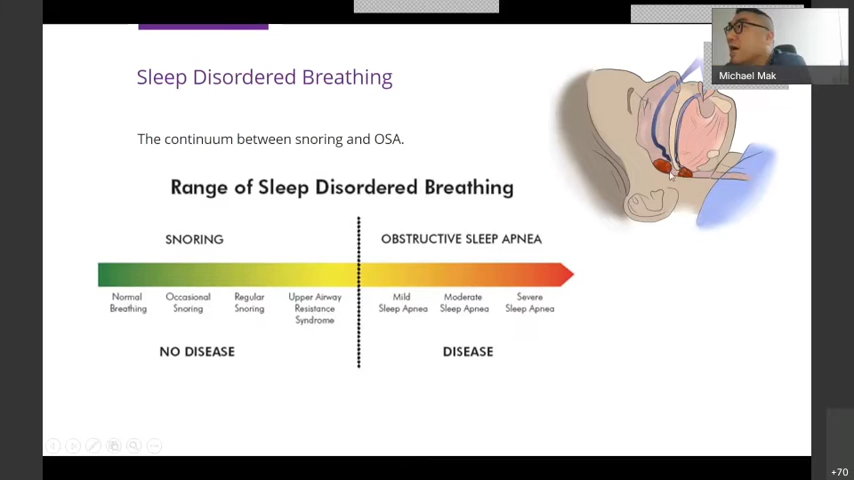 Sleep Disordered Breathing
Michael Mak
The continuum between snoring and OSA.
Range of Sleep Disordered Breathing
SNORING
OBSTRUCTIVE SLEEP APNEA
Normal
Breathing
Occasional
Snoring
Regular
Snoring
Upper Airway
Resistance
Syndrome
Mild
Sleep Apnea
Moderate
Sleep Apnea
Severe
Sleep Apnea
NO DISEASE
DISEASE
+70